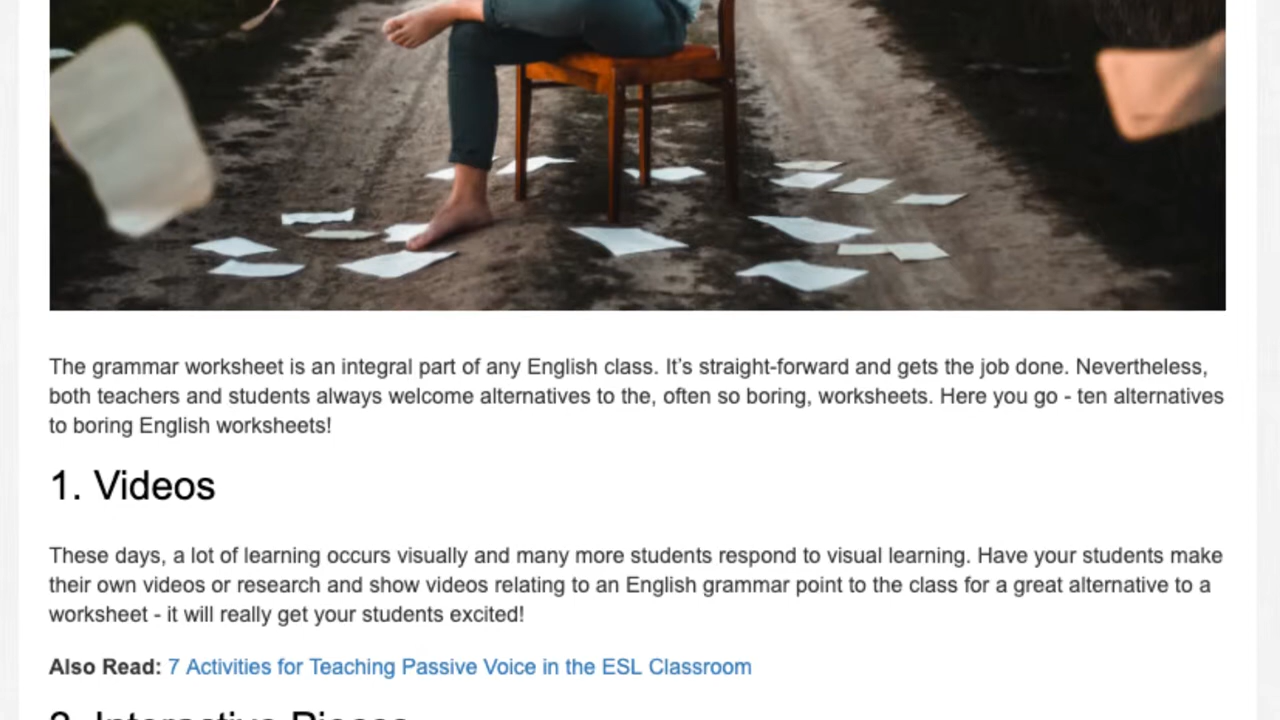 The grammar worksheet is an integral part of any English class. It’s straight-forward and gets the job done. Nevertheless,
both teachers and students always welcome alternatives to the, often so boring, worksheets. Here you go - ten alternatives
to boring English worksheets!
1. Videos
These days, a lot of learning occurs visually and many more students respond to visual learning. Have your students make
their own videos or research and show videos relating to an English grammar point to the class for a great alternative to a
worksheet - it will really get your students excited!
Also Read: 7 Activities for Teaching Passive Voice in the ESL Classroom